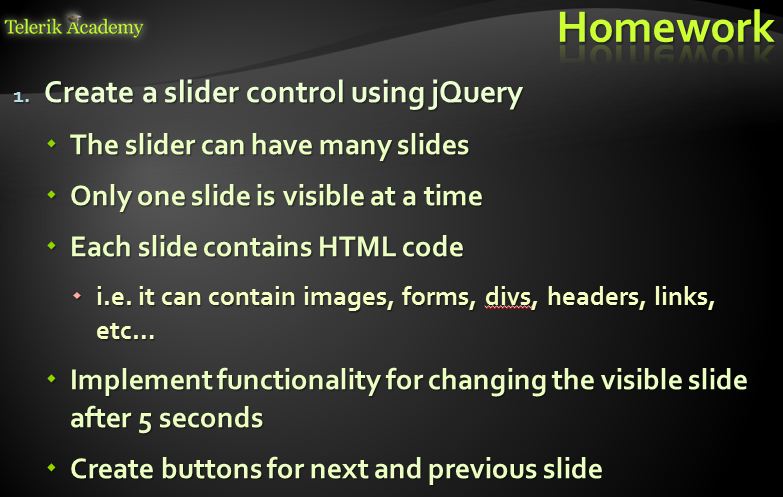 Telerik Academy
Homework
1. Create a slider control using jQuery
The slider can have many slides
Only one slide is visible at a time
Each slide contains HTML code
i.e. it can contain images, forms, divs, headers, links,
etc...
Implement functionality for changing the visible slide
after 5 seconds
Create buttons for next and previous slide